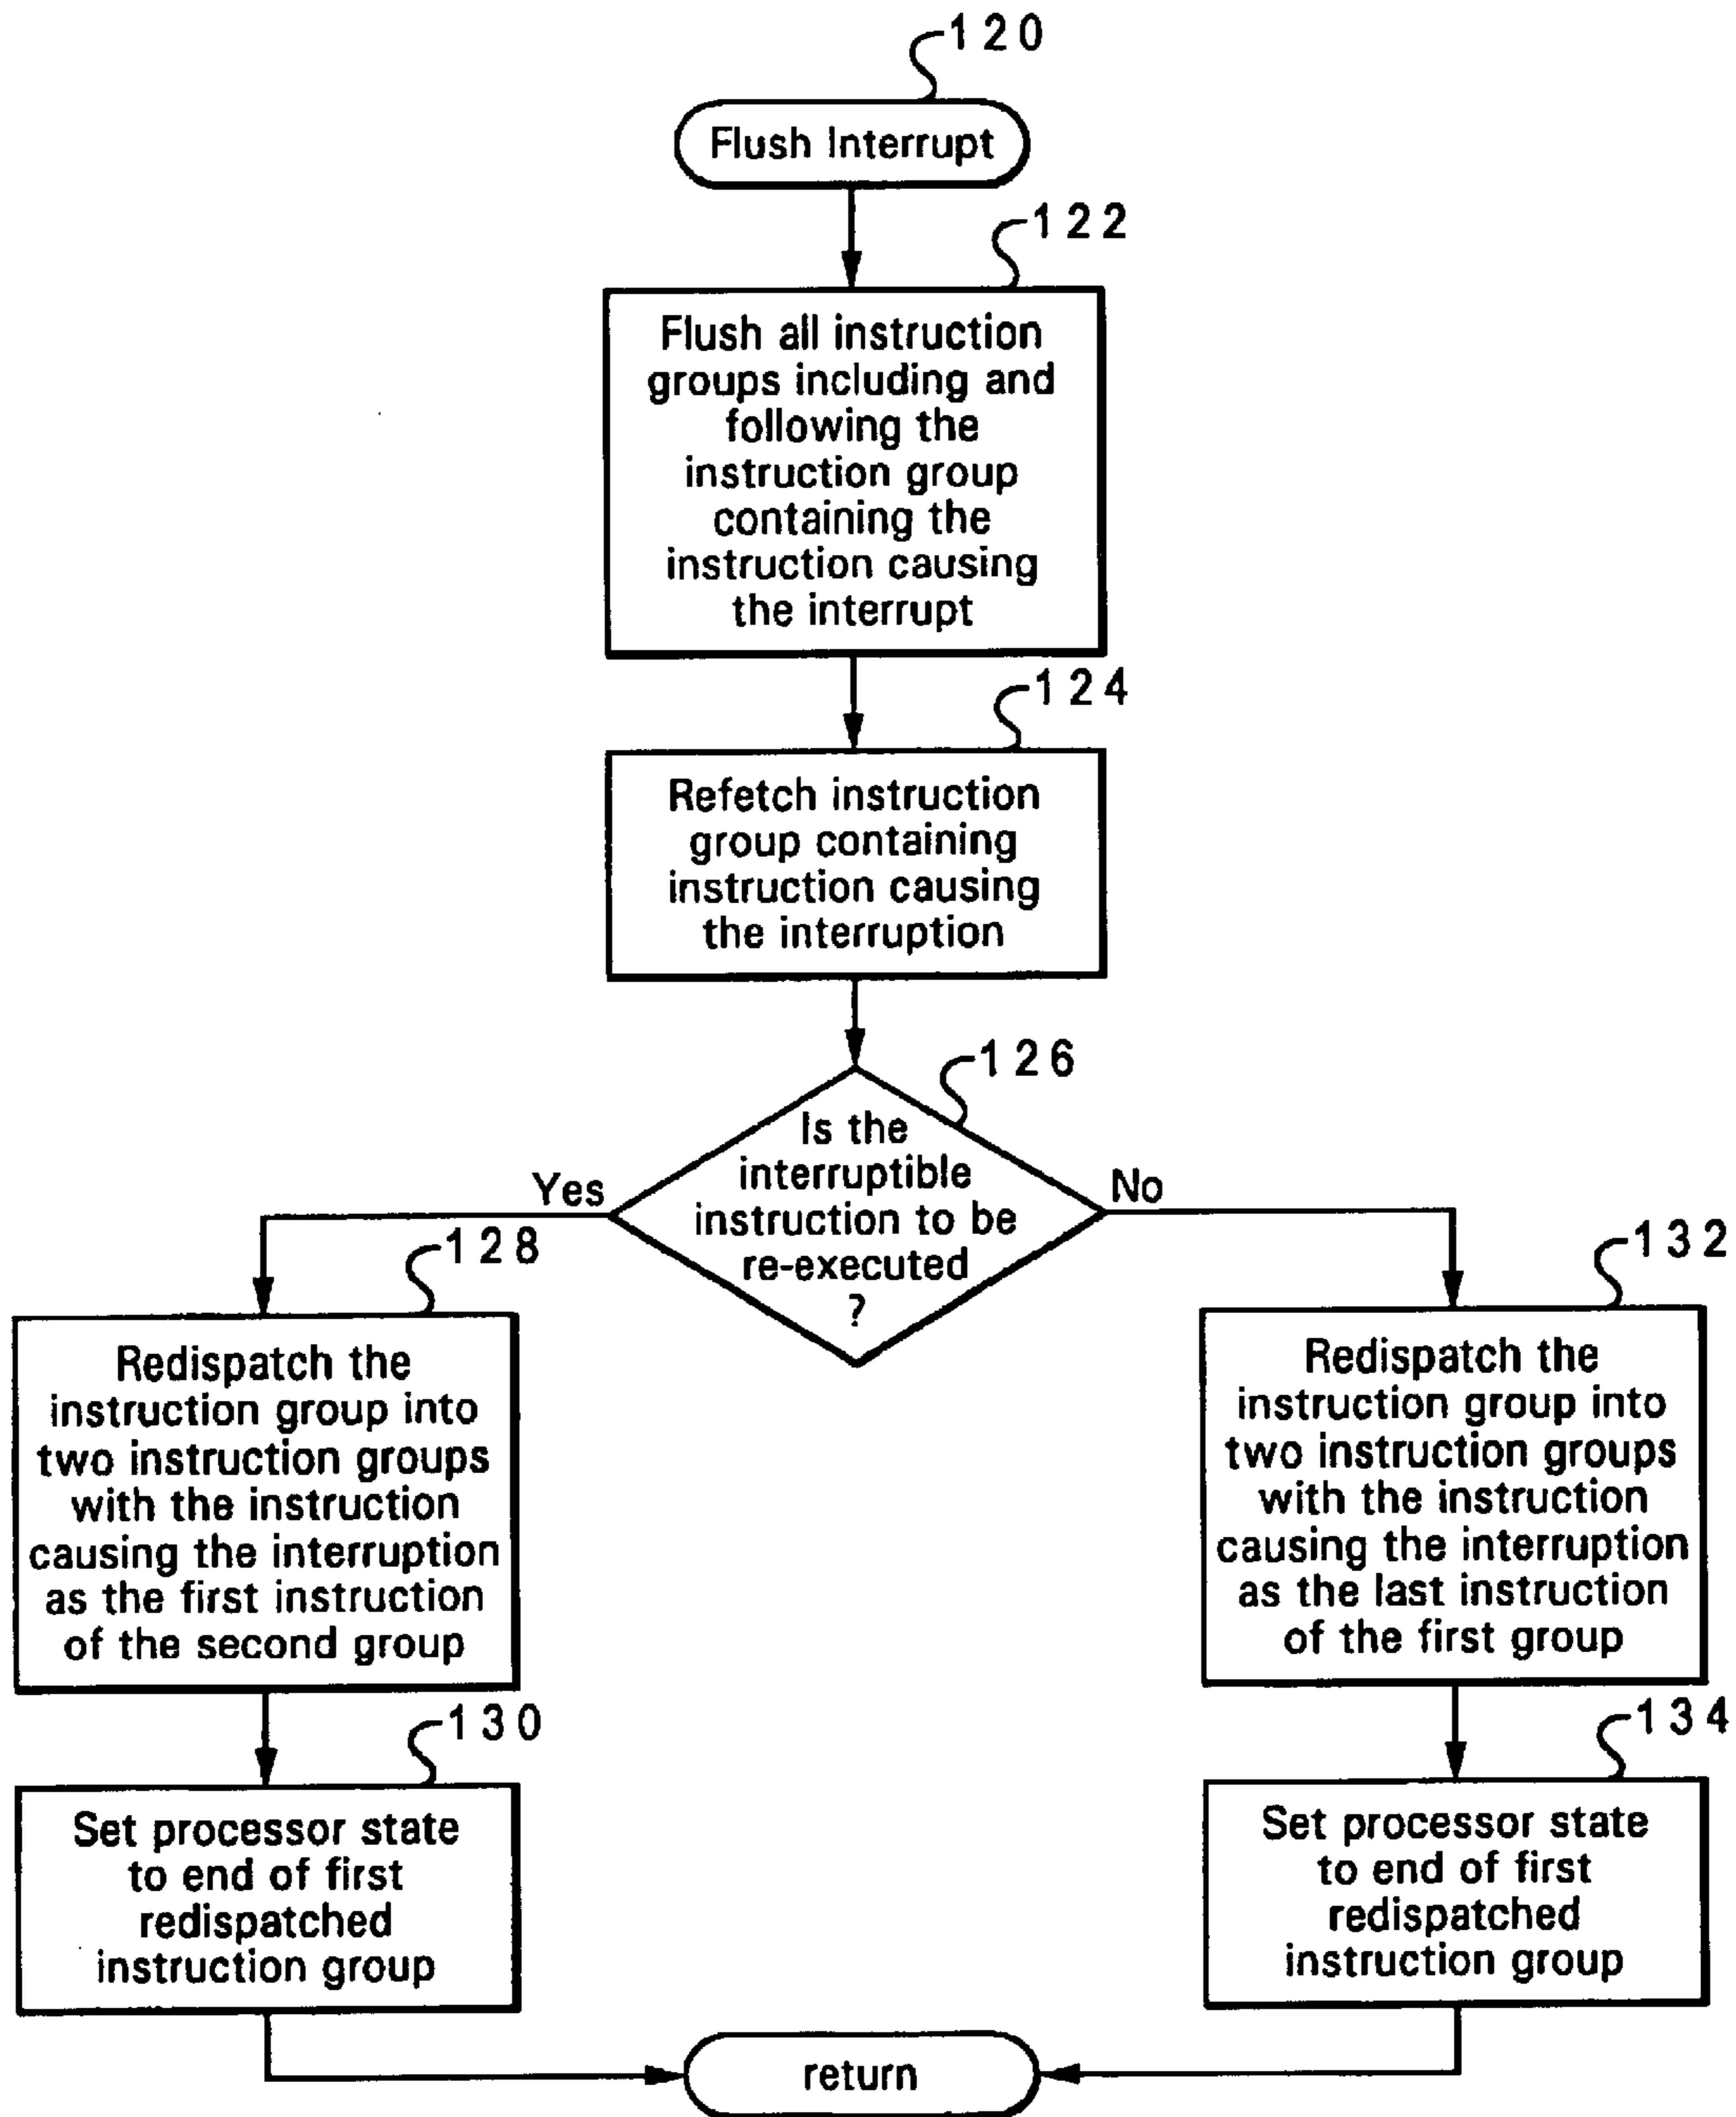 120
Flush Interrupt
122
Flush all instruction
groups including and
following the
instruction group
containing the
instruction causing
the interrupt
124
Refetch instruction
group containing
instruction causing
the interruption
126
Is the
interruptible
instruction to be
re-executed
?
Yes
No
128
Redispatch the
instruction group into
two instruction groups
with the instruction
causing the interruption
as the first instruction
of the second group
130
Set processor state
to end of first
redispatched
instruction group
132
Redispatch the
instruction group into
two instruction groups
with the instruction
causing the interruption
as the last instruction
of the first group
134
Set processor state
to end of first
redispatched
instruction group
return